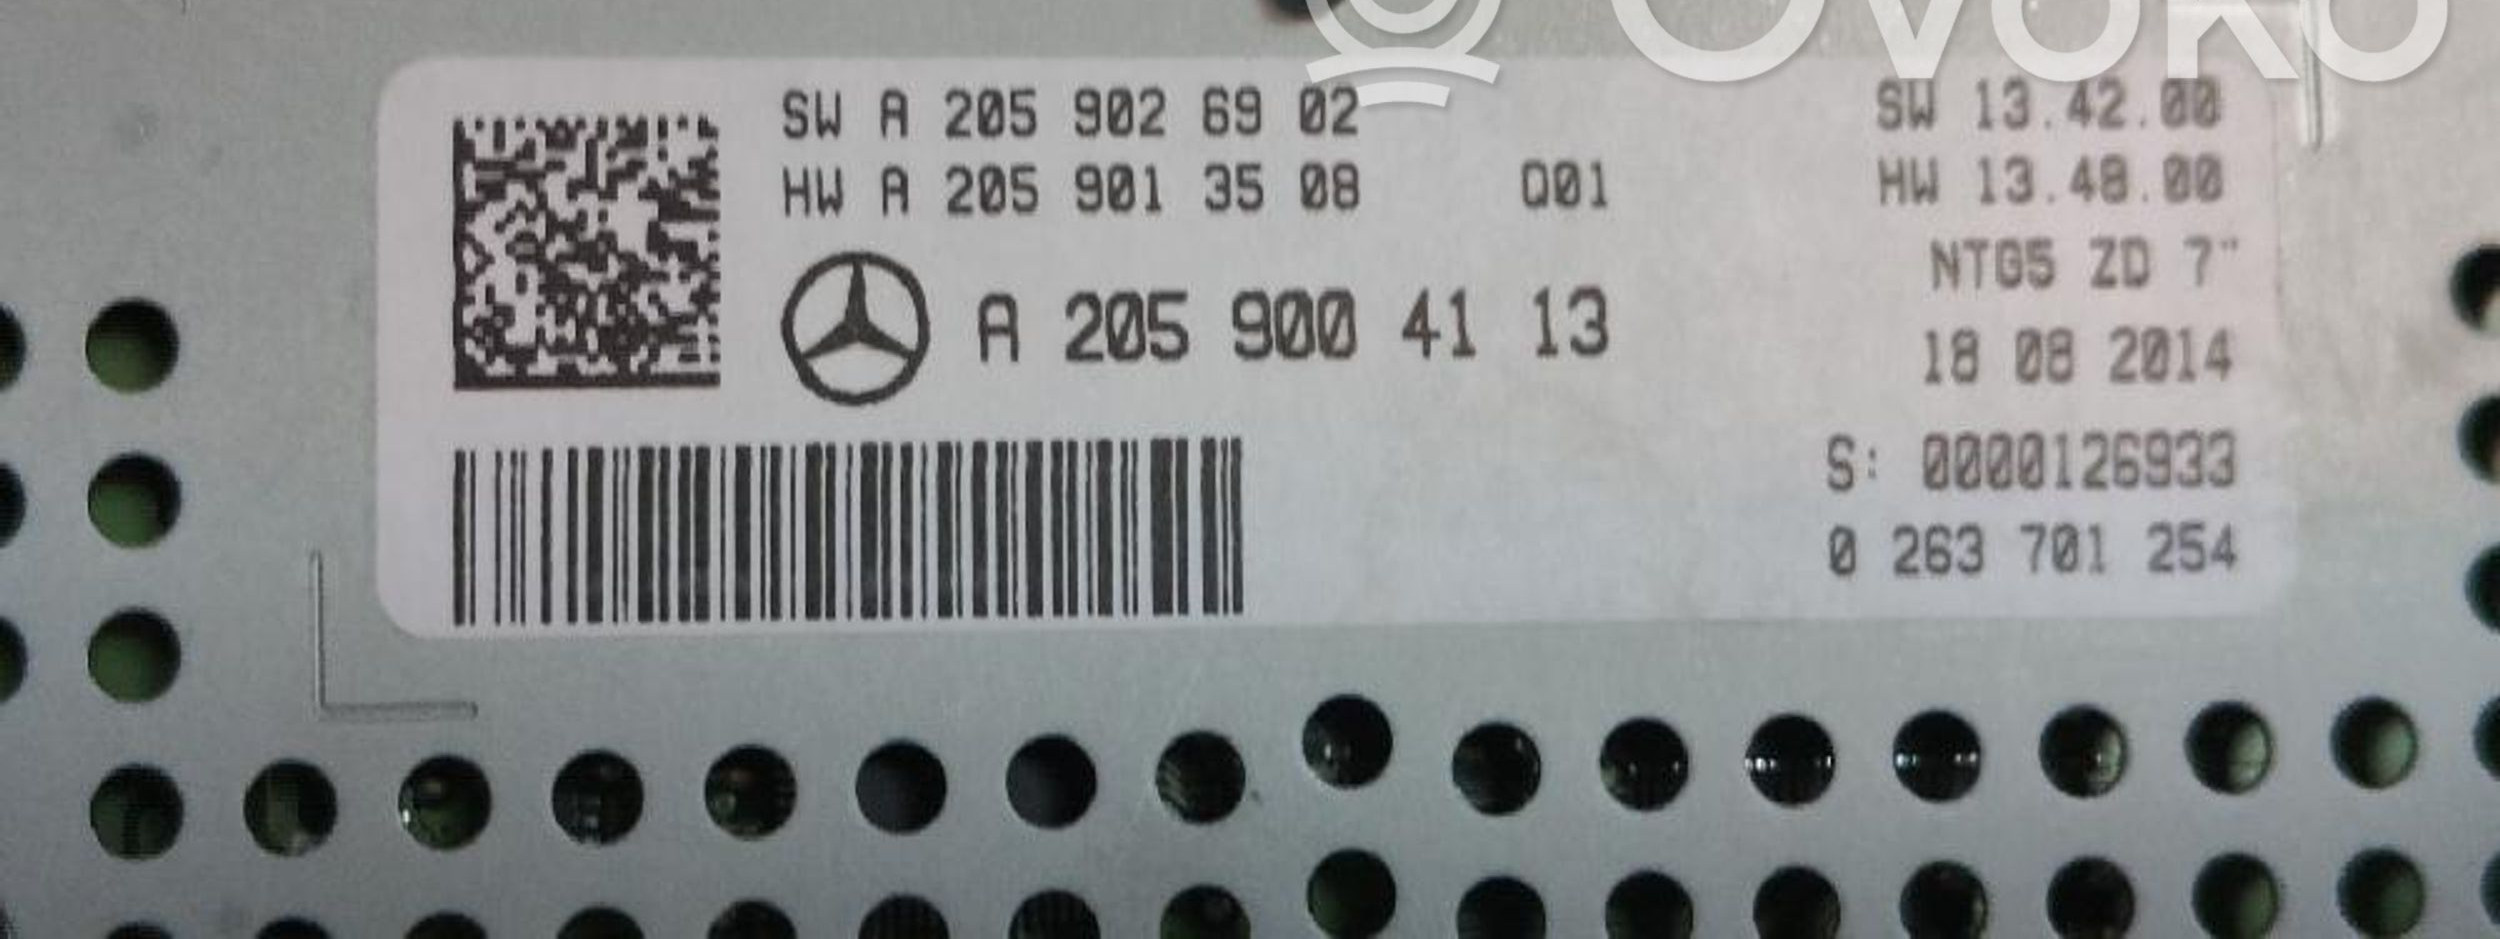 OVOKO
SW A 205 902 69 02
HW A 205 901 35 08 Q01
A 205 900 41 13
SW 13.42.00
HW 13.48.00
NTG5 ZD 7"
18 08 2014
S: 0000126933
0 263 701 254